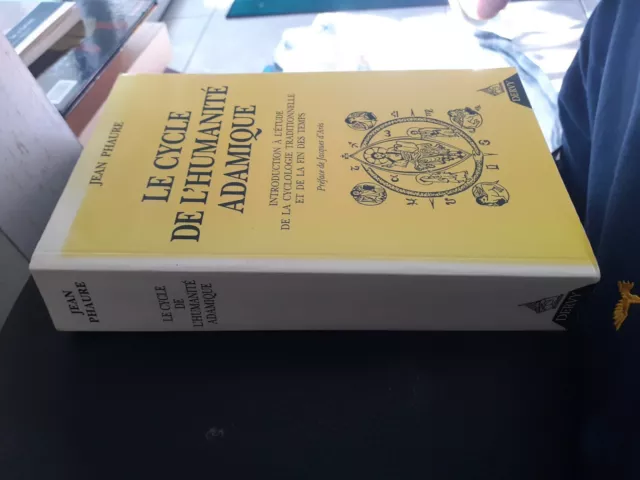 JEAN PHAURE
LE CYCLE
DE L'HUMANITÉ
ADAMIQUE
INTRODUCTION À L'ÉTUDE
DE LA CYCLOLOGIE TRADITIONNELLE
ET DE LA FIN DES TEMPS
Préface de Jacques d'Arès
DERVY
JEAN
PHAURE
LE CYCLE
DE
L'HUMANITÉ
ADAMIQUE
DERVY